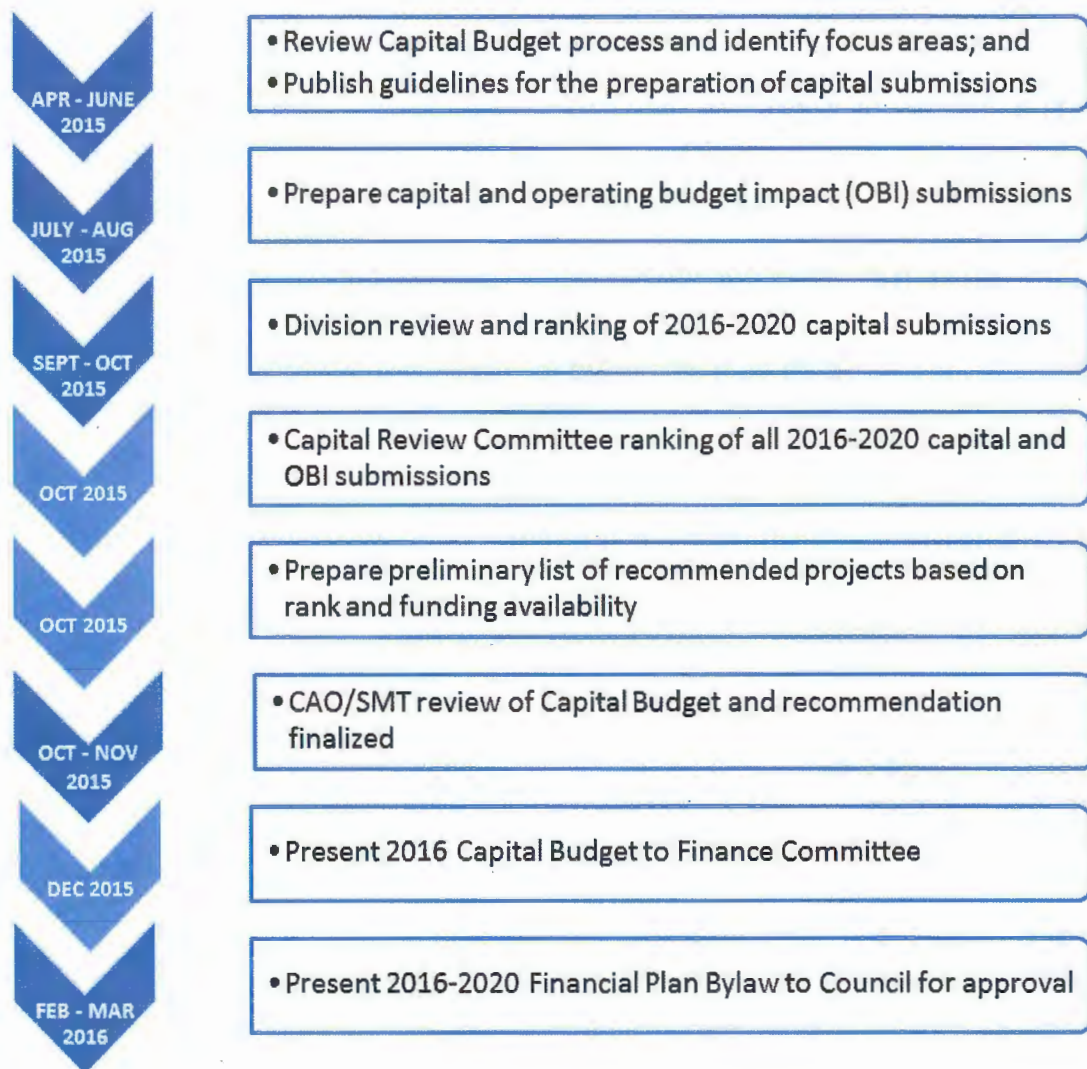 APR - JUNE
2015
• Review Capital Budget process and identify focus areas; and
• Publish guidelines for the preparation of capital submissions
JULY - AUG
2015
• Prepare capital and operating budget impact (OBI) submissions
SEPT - OCT
2015
• Division review and ranking of 2016-2020 capital submissions
OCT 2015
• Capital Review Committee ranking of all 2016-2020 capital and
OBI submissions
OCT 2015
• Prepare preliminary list of recommended projects based on
rank and funding availability
OCT - NOV
2015
• CAO/SMT review of Capital Budget and recommendation
finalized
DEC 2015
• Present 2016 Capital Budget to Finance Committee
FEB - MAR
2016
• Present 2016-2020 Financial Plan Bylaw to Council for approval